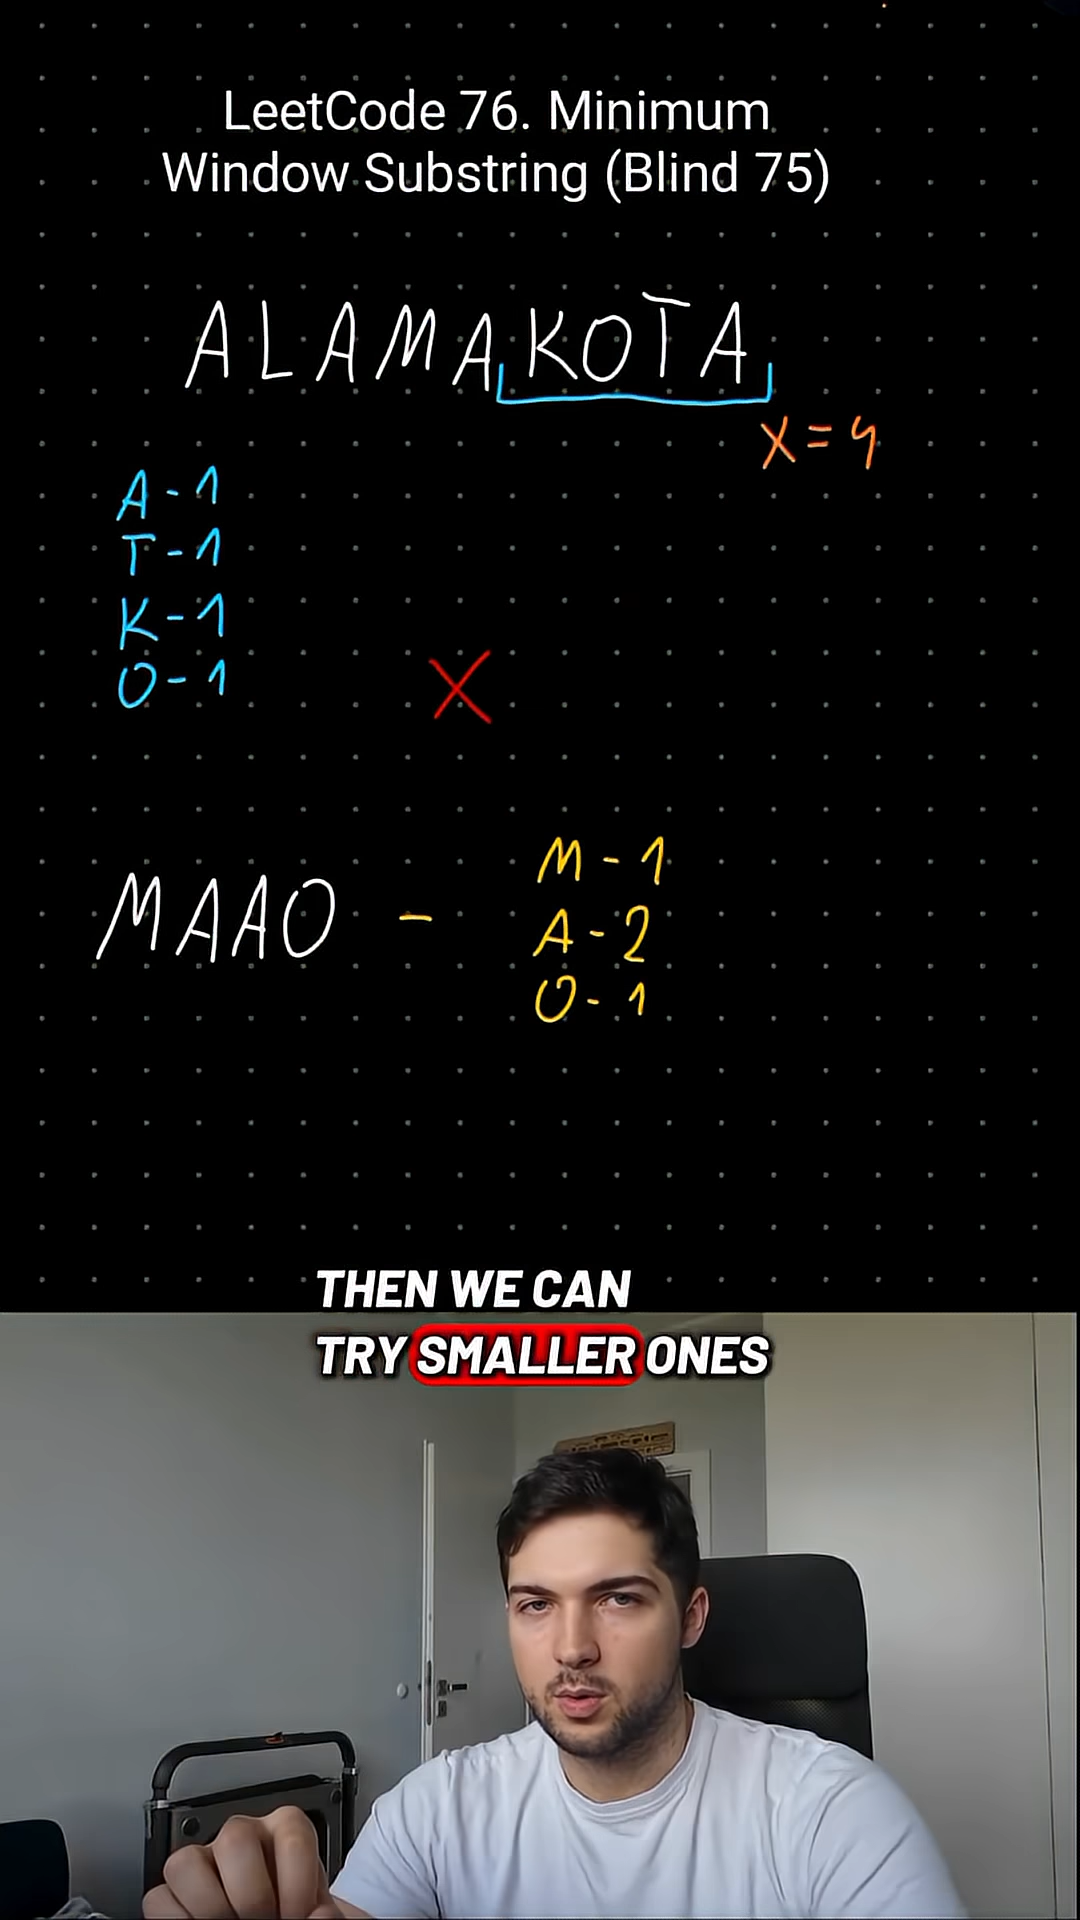 LeetCode 76. Minimum
Window Substring (Blind 75)
ALAMAKOTA
X=4
A-1
T-1
K-1
O-1
X
M-1
MAAO - A-2
O-1
THEN WE CAN
TRY SMALLER ONES